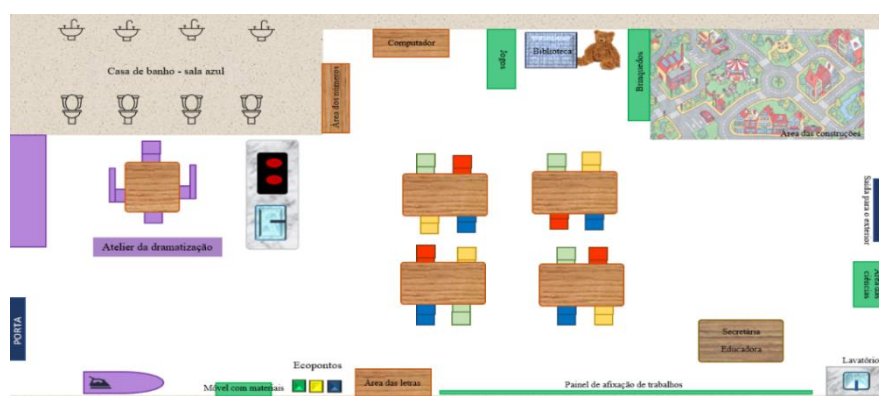 Computador
Jogos
Biblioteca
Brinquedos
Casa de banho - sala azul
Área dos números
Área das construções
Saída para o exterior
Atelier da dramatização
Área das
ciências
PORTA
Secretária
Educadora
Ecopontos
Lavatório
Móvel com materiais
Área das letras
Painel de afixação de trabalhos